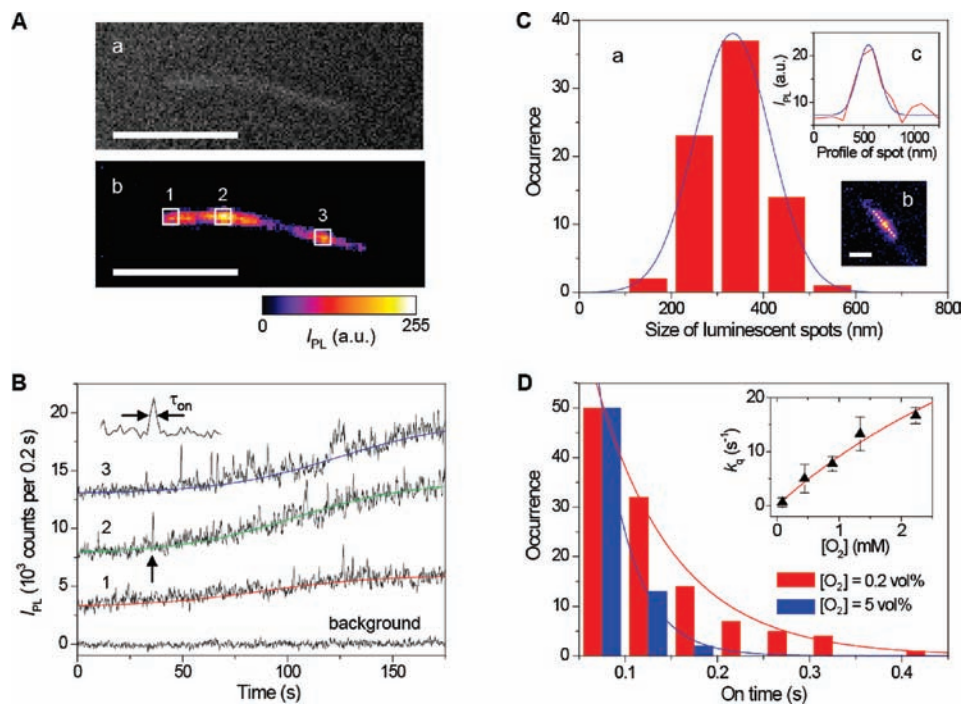 A
a
b
1
2
3
0
255
I_PL (a.u.)
B
I_PL (10³ counts per 0.2 s)
20
15
10
5
0
τ_on
3
2
1
background
0
50
100
150
Time (s)
C
a
Occurrence
40
30
20
10
0
0
200
400
600
800
Size of luminescent spots (nm)
c
I_PL (a.u.)
20
10
0
500
1000
Profile of spot (nm)
b
D
Occurrence
50
40
30
20
10
0
0.1
0.2
0.3
0.4
On time (s)
k_q (s⁻¹)
20
10
0
0
1
2
[O₂] (mM)
[O₂] = 0.2 vol%
[O₂] = 5 vol%